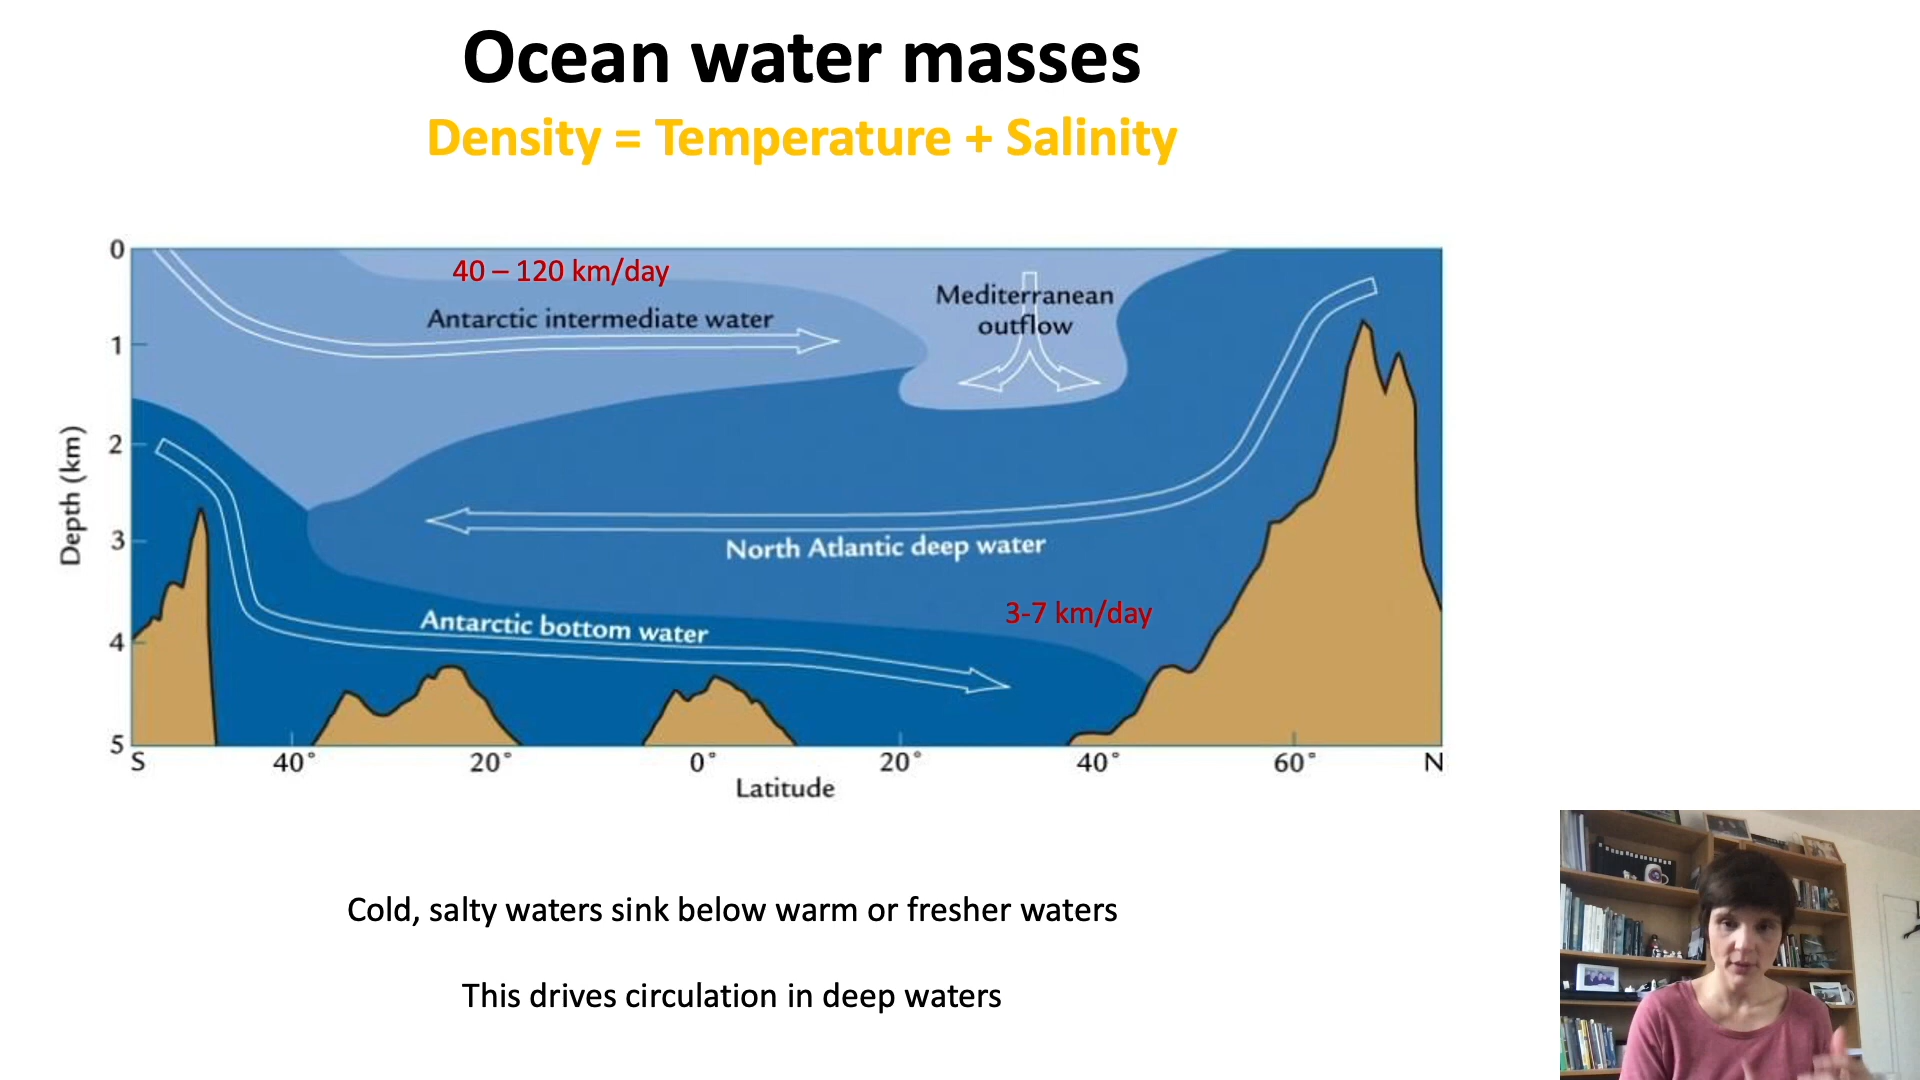 Ocean water masses
Density = Temperature + Salinity
0
40 – 120 km/day
Antarctic intermediate water
Mediterranean
outflow
1
2
Depth (km)
3
North Atlantic deep water
3-7 km/day
Antarctic bottom water
4
5
S 40° 20° 0° 20° 40° 60° N
Latitude
Cold, salty waters sink below warm or fresher waters
This drives circulation in deep waters